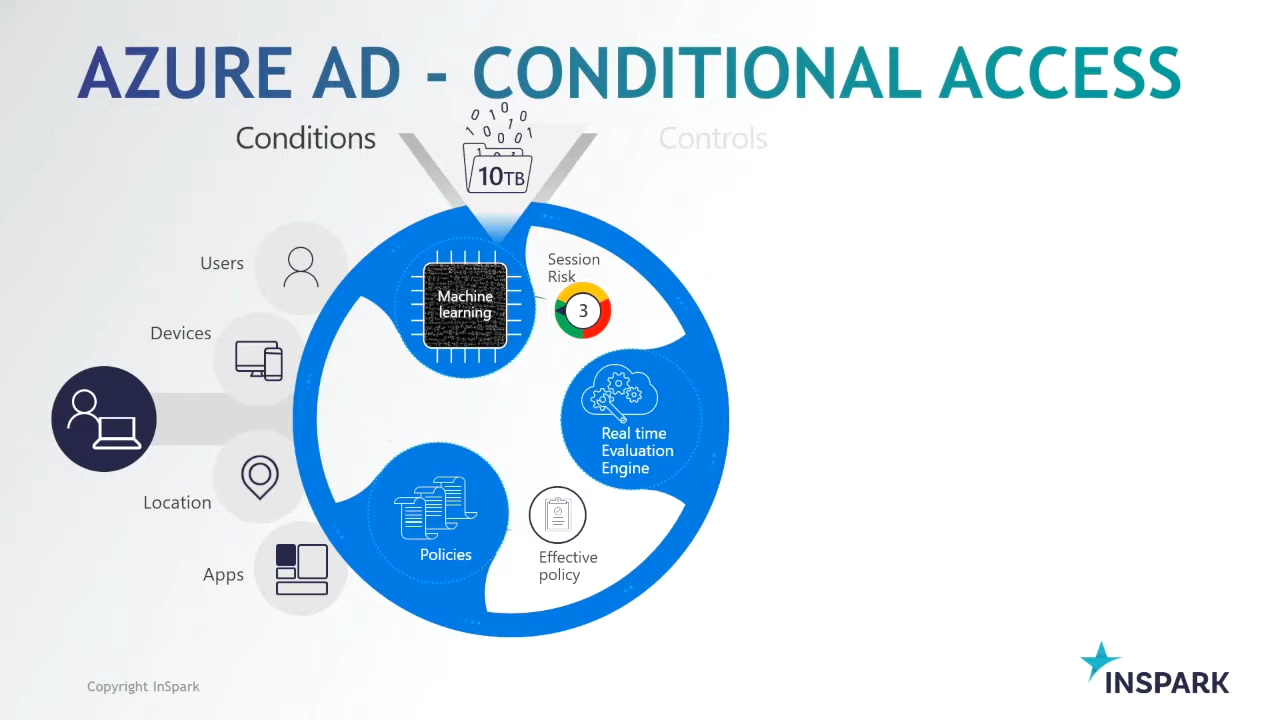 AZURE AD - CONDITIONAL ACCESS
Conditions
Controls
10TB
Users
Devices
Location
Apps
Machine
learning
Session
Risk
3
Real time
Evaluation
Engine
Policies
Effective
policy
Copyright InSpark
INSPARK